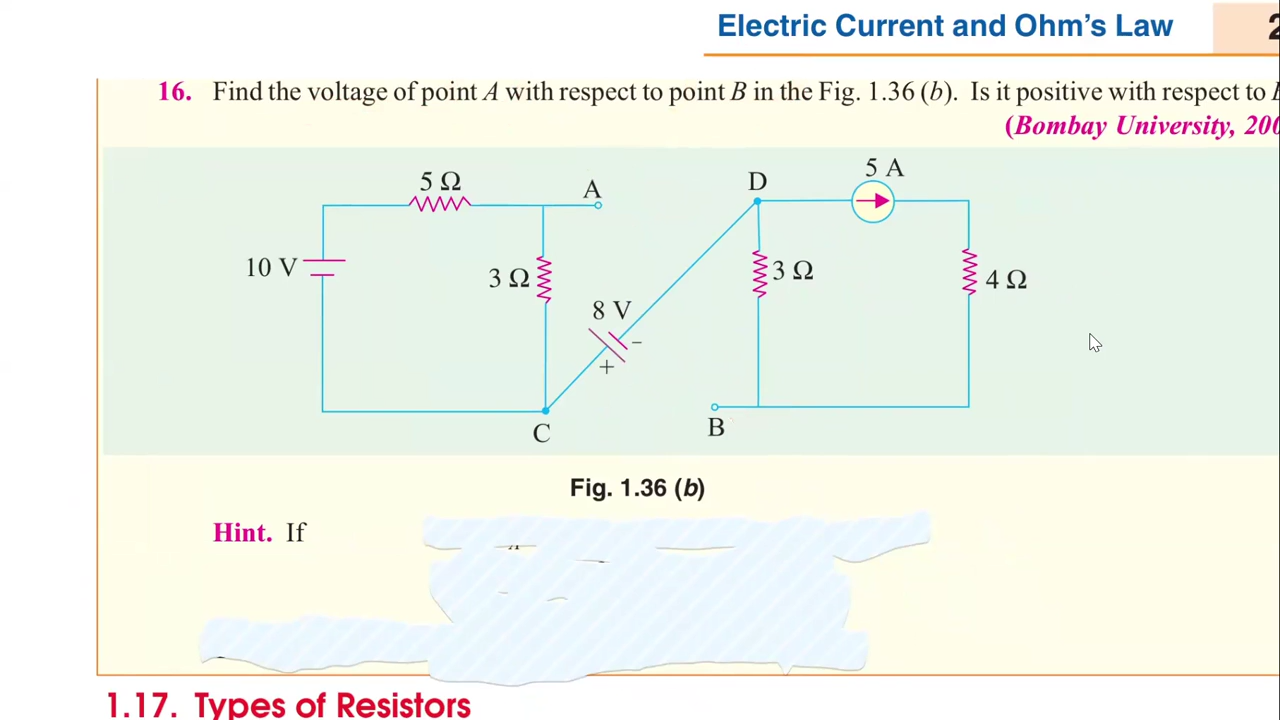 Electric Current and Ohm's Law 2
16. Find the voltage of point A with respect to point B in the Fig. 1.36 (b). Is it positive with respect to
(Bombay University, 200
5 Ω
A
D
5 A
10 V
3 Ω
3 Ω
4 Ω
8 V
-
+
B
C
Fig. 1.36 (b)
Hint. If
1.17. Types of Resistors